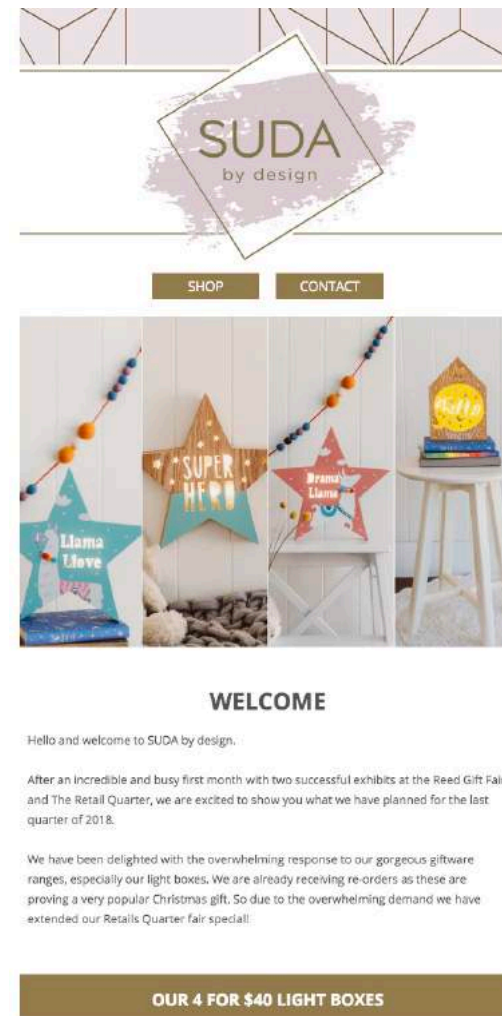 SUDA
by design
SHOP
CONTACT
Llama
Llove
SUPER
HERO
Drama
Llama
hello
WELCOME
Hello and welcome to SUDA by design.
After an incredible and busy first month with two successful exhibits at the Reed Gift Fair
and The Retail Quarter, we are excited to show you what we have planned for the last
quarter of 2018.
We have been delighted with the overwhelming response to our gorgeous giftware
ranges, especially our light boxes. We are already receiving re-orders as these are
proving a very popular Christmas gift. So due to the overwhelming demand we have
extended our Retails Quarter fair special!
OUR 4 FOR $40 LIGHT BOXES